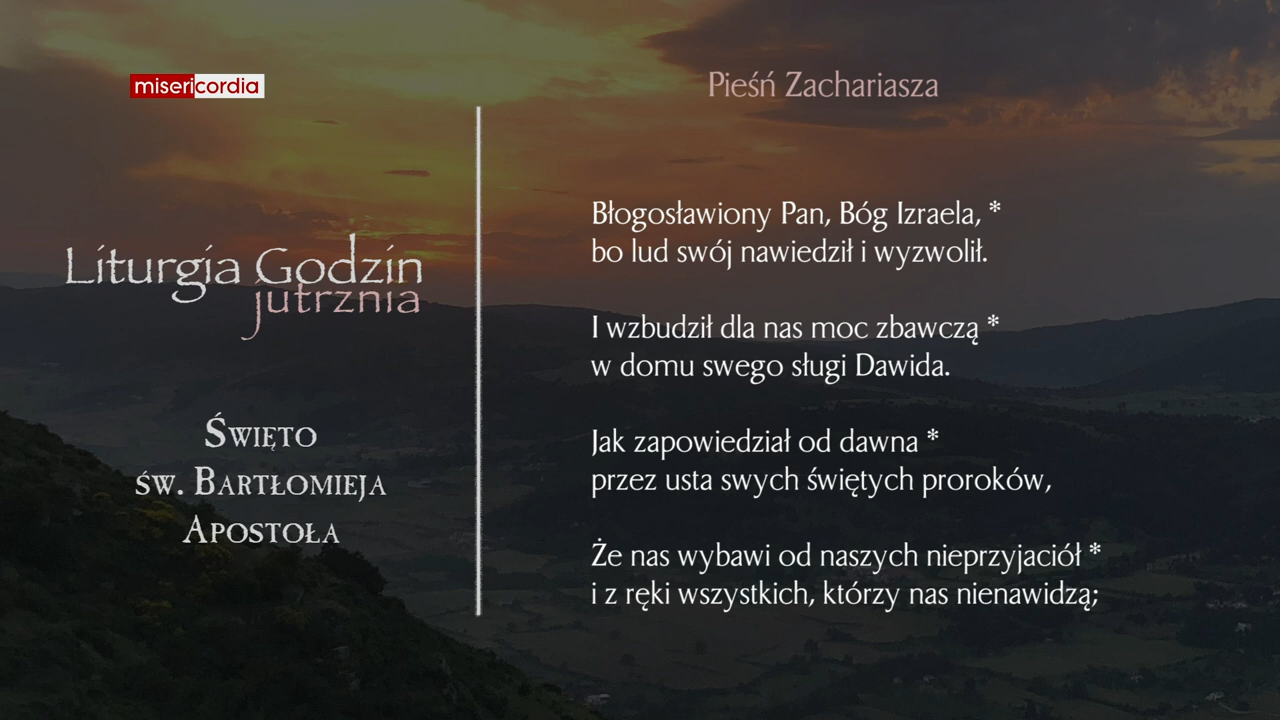 misericordia
Liturgia Godzin
jutrznia
Święto
św. Bartłomieja
Apostoła
Pieśń Zachariasza
Błogosławiony Pan, Bóg Izraela, *
bo lud swój nawiedził i wyzwolił.
I wzbudził dla nas moc zbawczą *
w domu swego sługi Dawida.
Jak zapowiedział od dawna *
przez usta swych świętych proroków,
Że nas wybawi od naszych nieprzyjaciół *
i z ręki wszystkich, którzy nas nienawidzą;